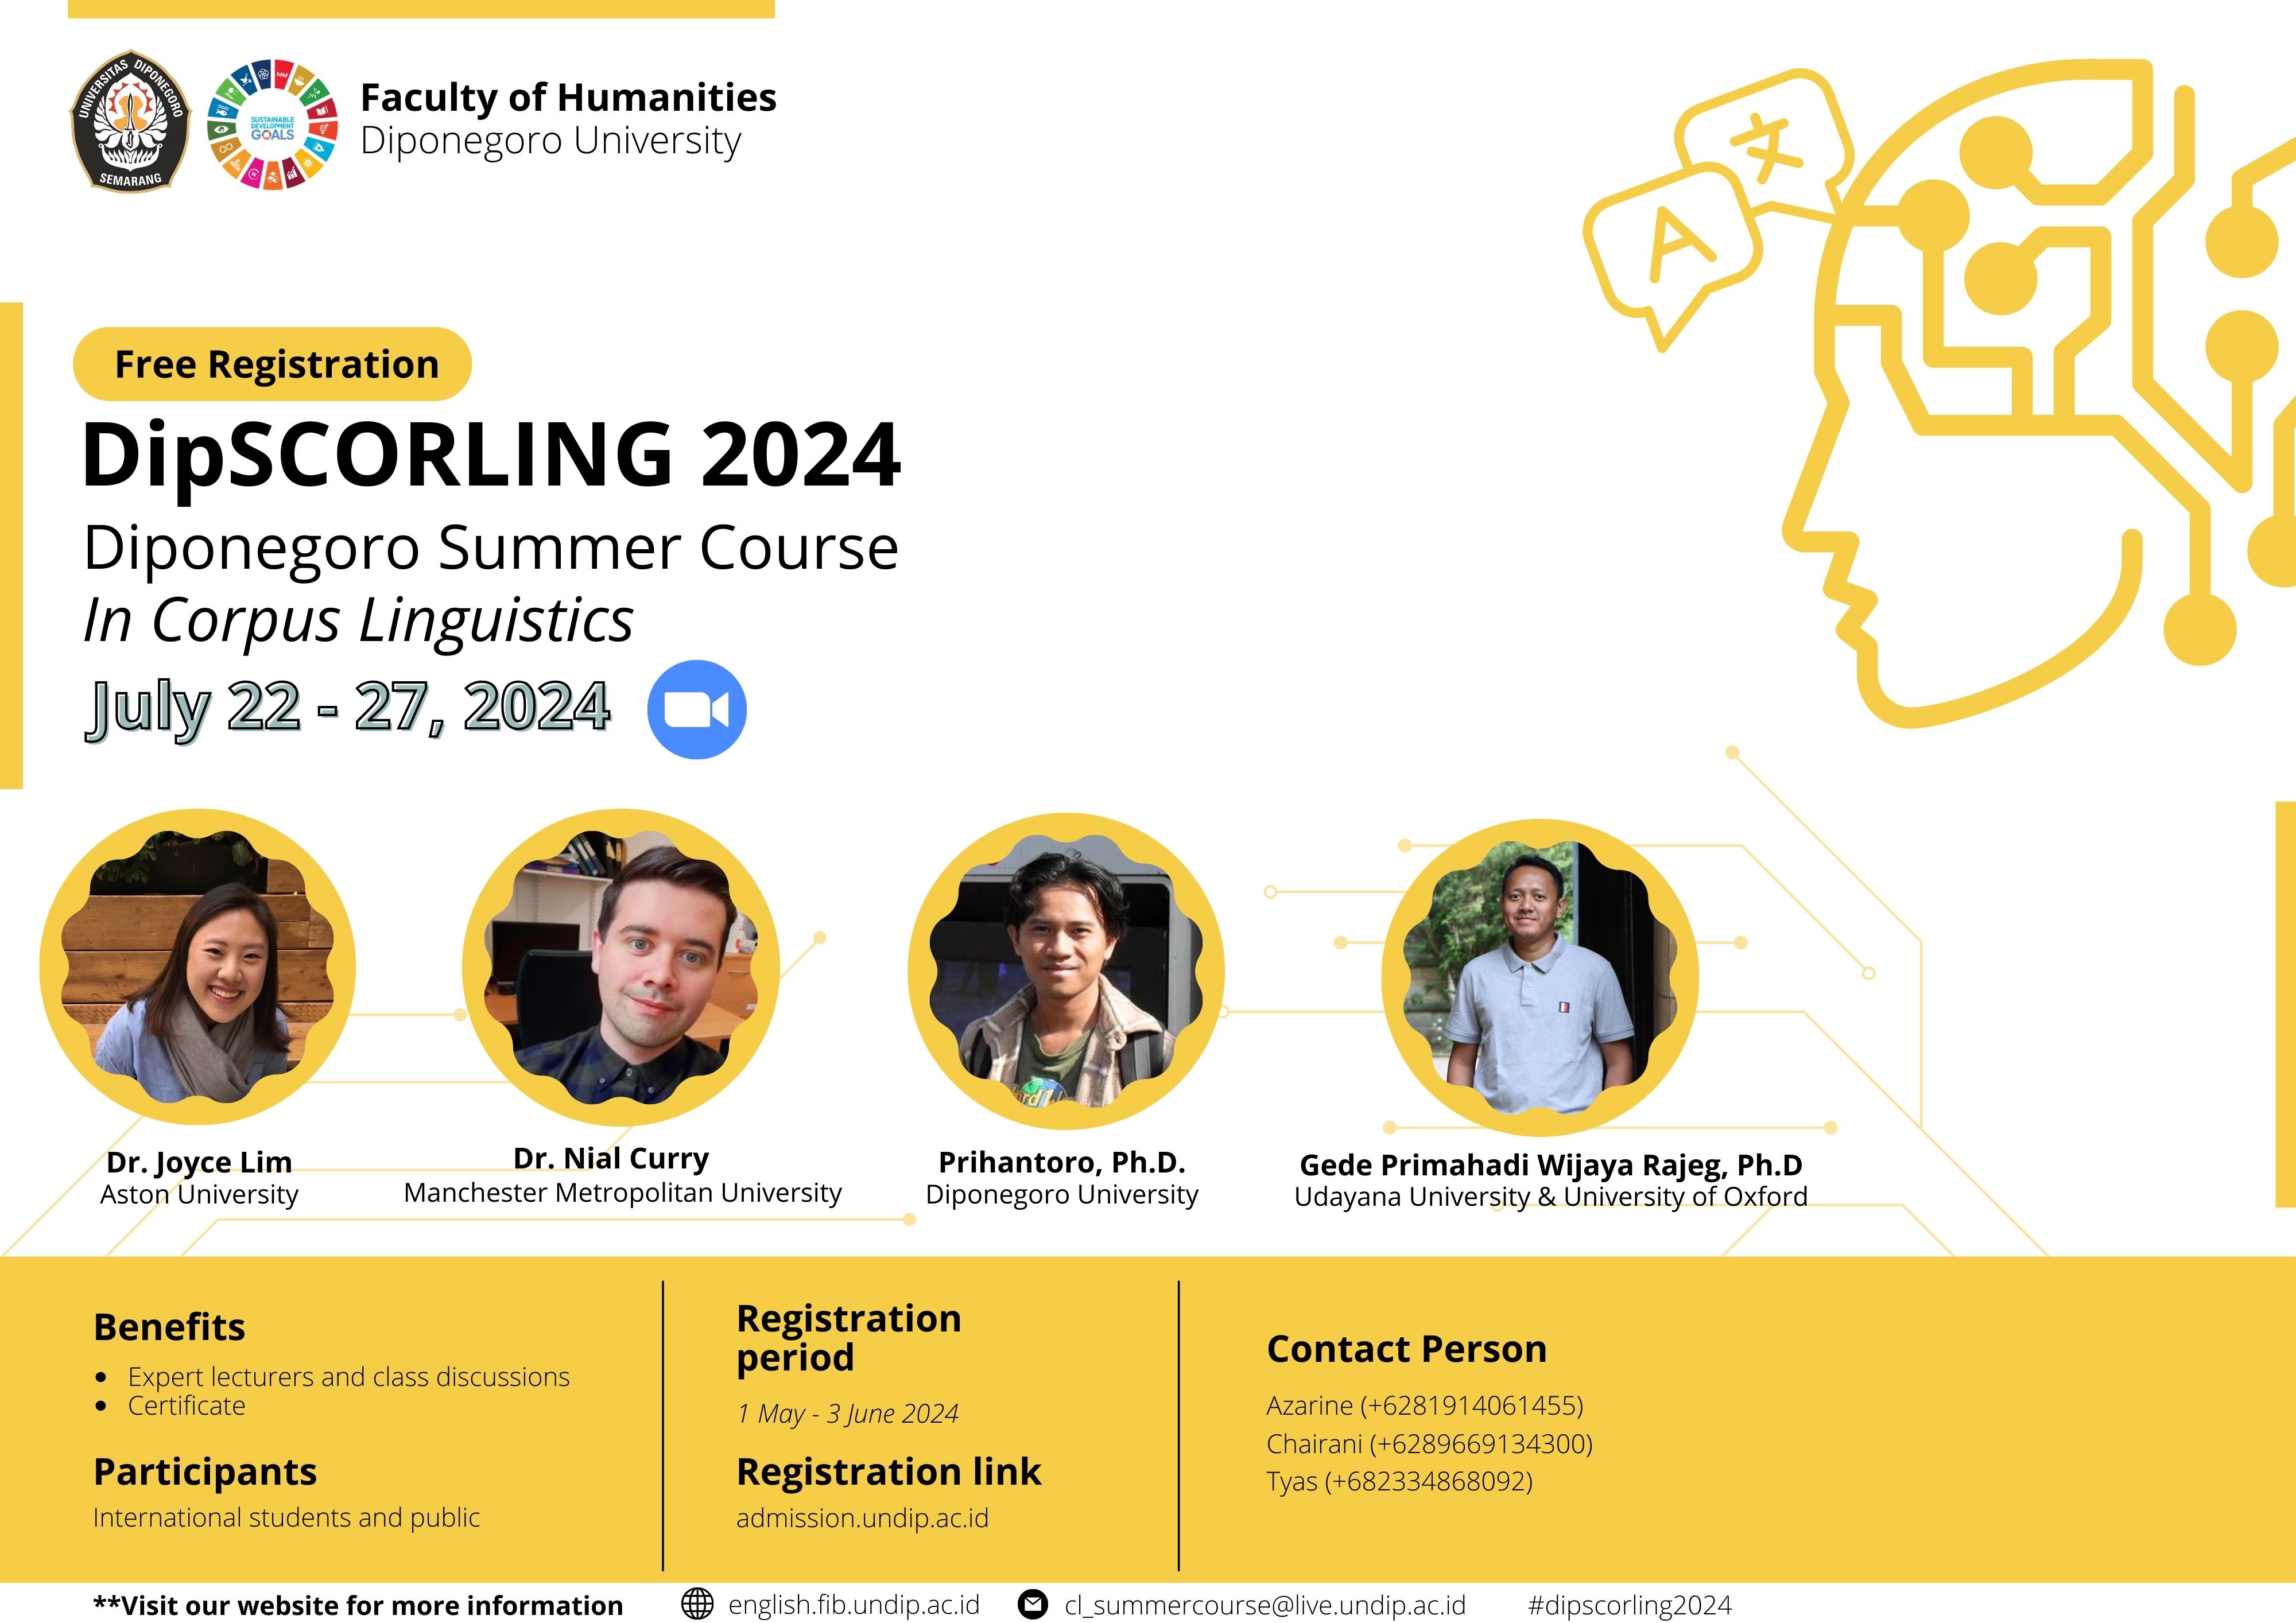 UNIVERSITAS DIPONEGORO
SEMARANG
SUSTAINABLE
DEVELOPMENT
GOALS
Faculty of Humanities
Diponegoro University
文
A
Free Registration
DipSCORLING 2024
Diponegoro Summer Course
In Corpus Linguistics
July 22 - 27, 2024
Dr. Joyce Lim
Aston University
Dr. Nial Curry
Manchester Metropolitan University
Prihantoro, Ph.D.
Diponegoro University
Gede Primahadi Wijaya Rajeg, Ph.D
Udayana University & University of Oxford
Benefits
• Expert lecturers and class discussions
• Certificate
Participants
International students and public
Registration
period
1 May - 3 June 2024
Registration link
admission.undip.ac.id
Contact Person
Azarine (+6281914061455)
Chairani (+6289669134300)
Tyas (+682334868092)
**Visit our website for more information
english.fib.undip.ac.id
cl_summercourse@live.undip.ac.id
#dipscorling2024